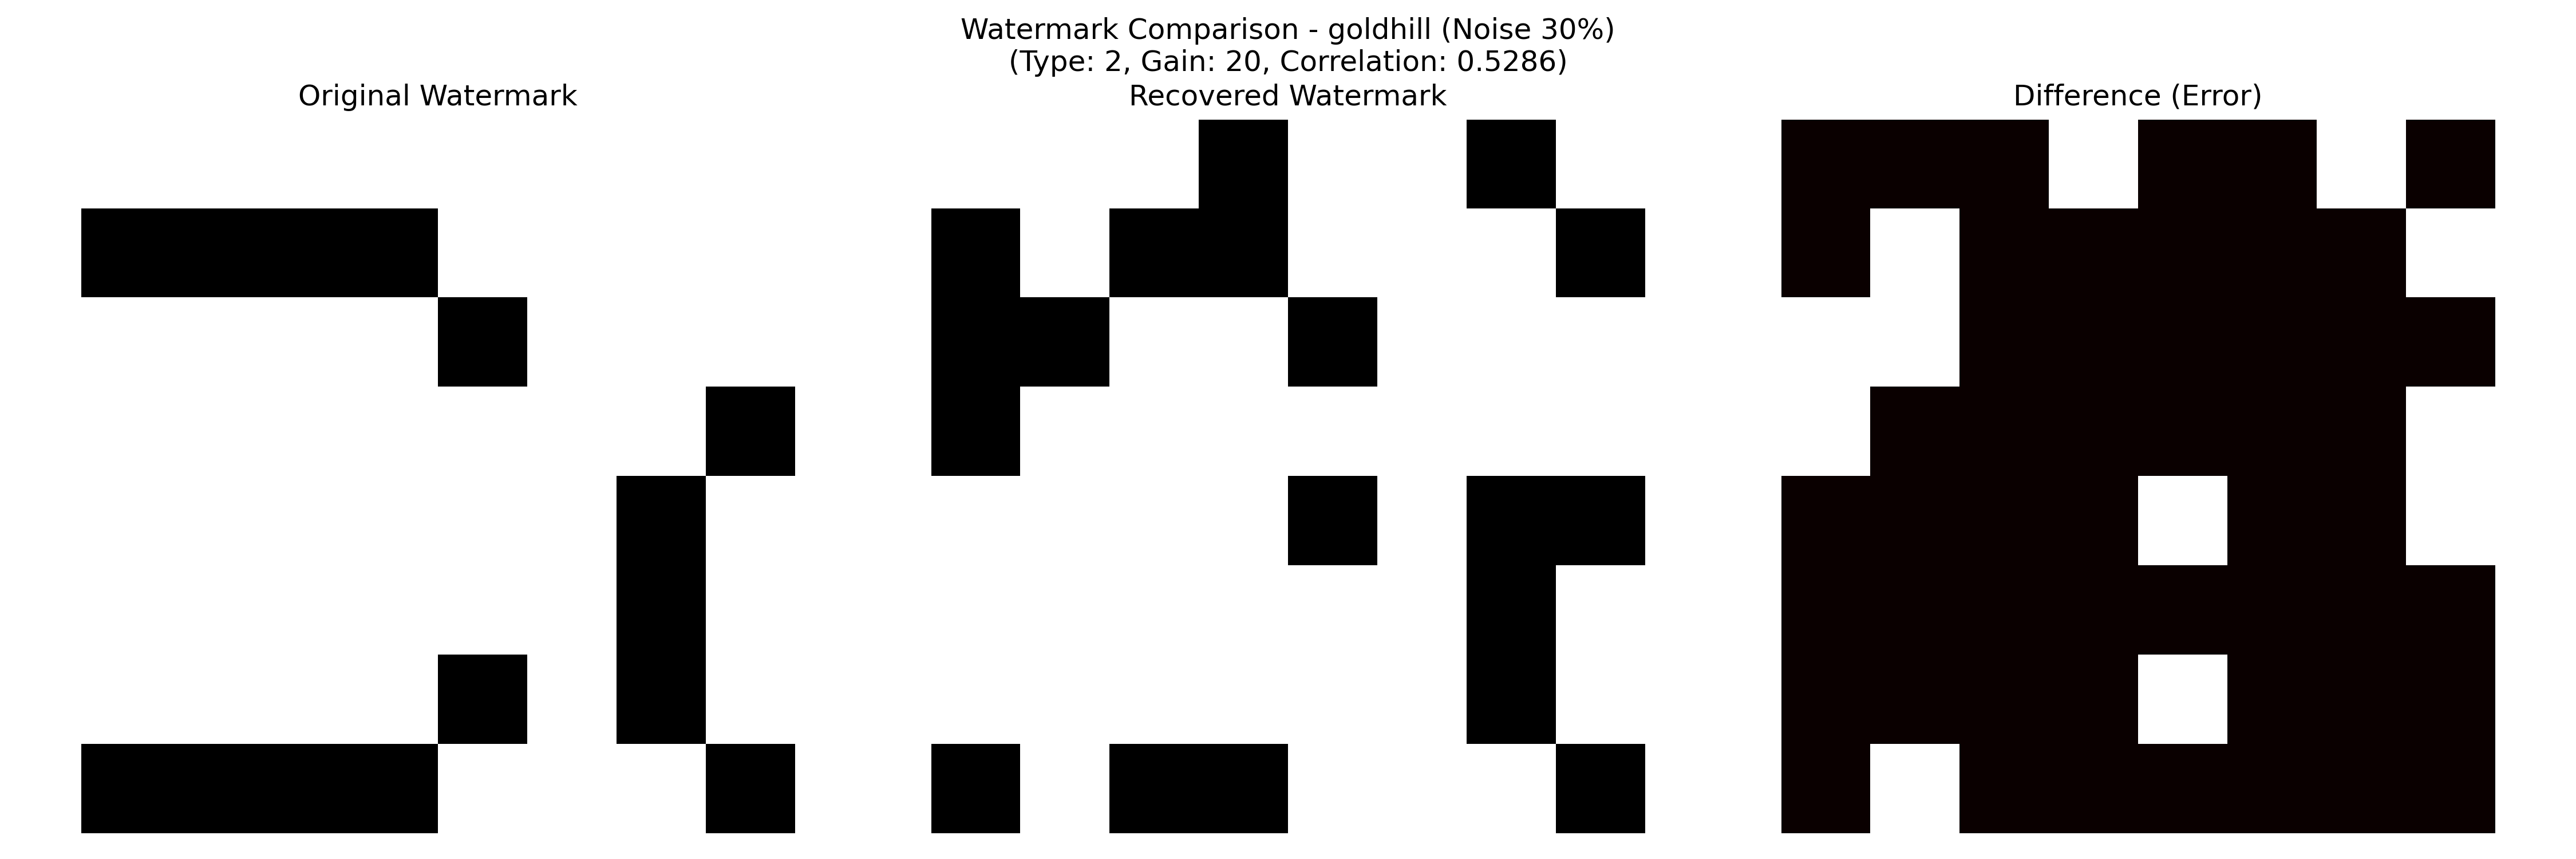 Watermark Comparison - goldhill (Noise 30%)
(Type: 2, Gain: 20, Correlation: 0.5286)
Original Watermark
Recovered Watermark
Difference (Error)